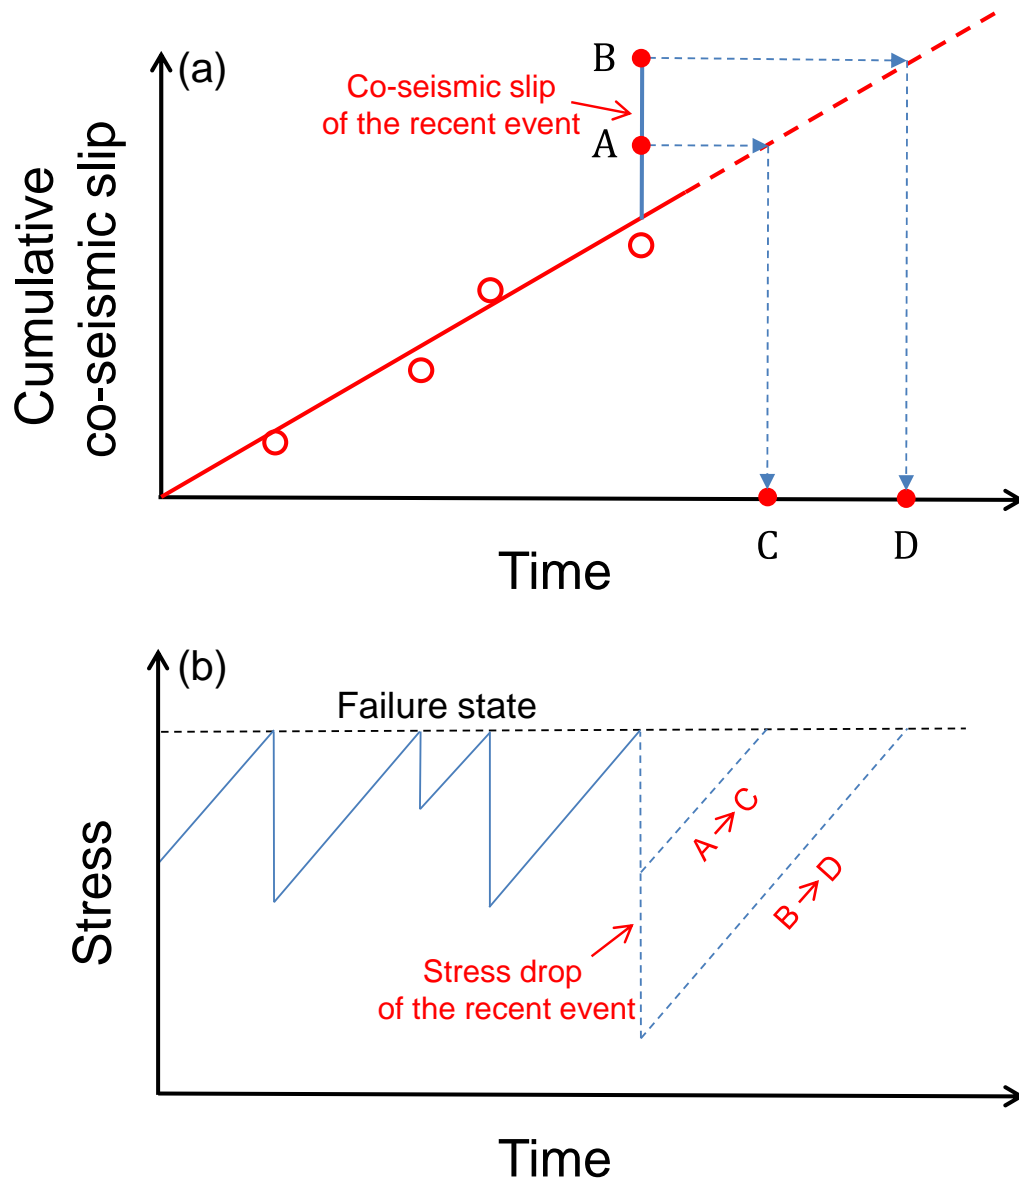 (a)
B
Co-seismic slip
of the recent event
A
Cumulative
co-seismic slip
C
D
Time
(b)
Failure state
A → C
B → D
Stress
Stress drop
of the recent event
Time